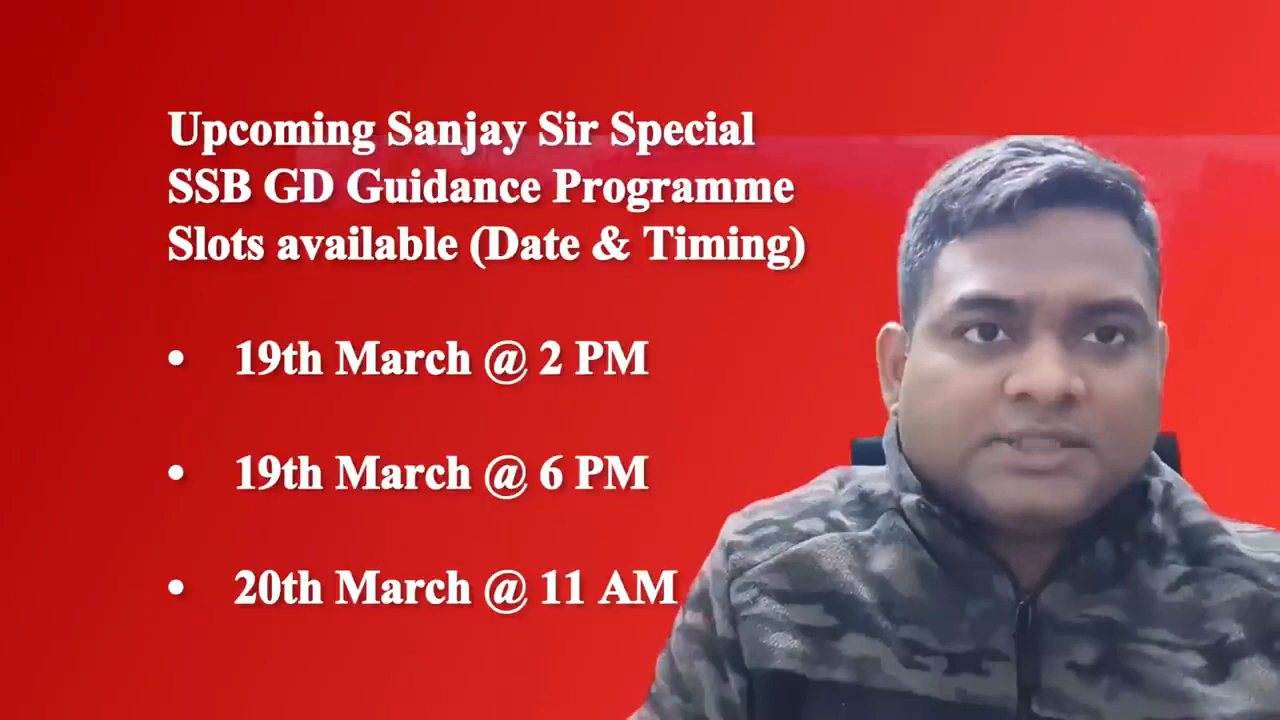 Upcoming Sanjay Sir Special
SSB GD Guidance Programme
Slots available (Date & Timing)
• 19th March @ 2 PM
• 19th March @ 6 PM
• 20th March @ 11 AM